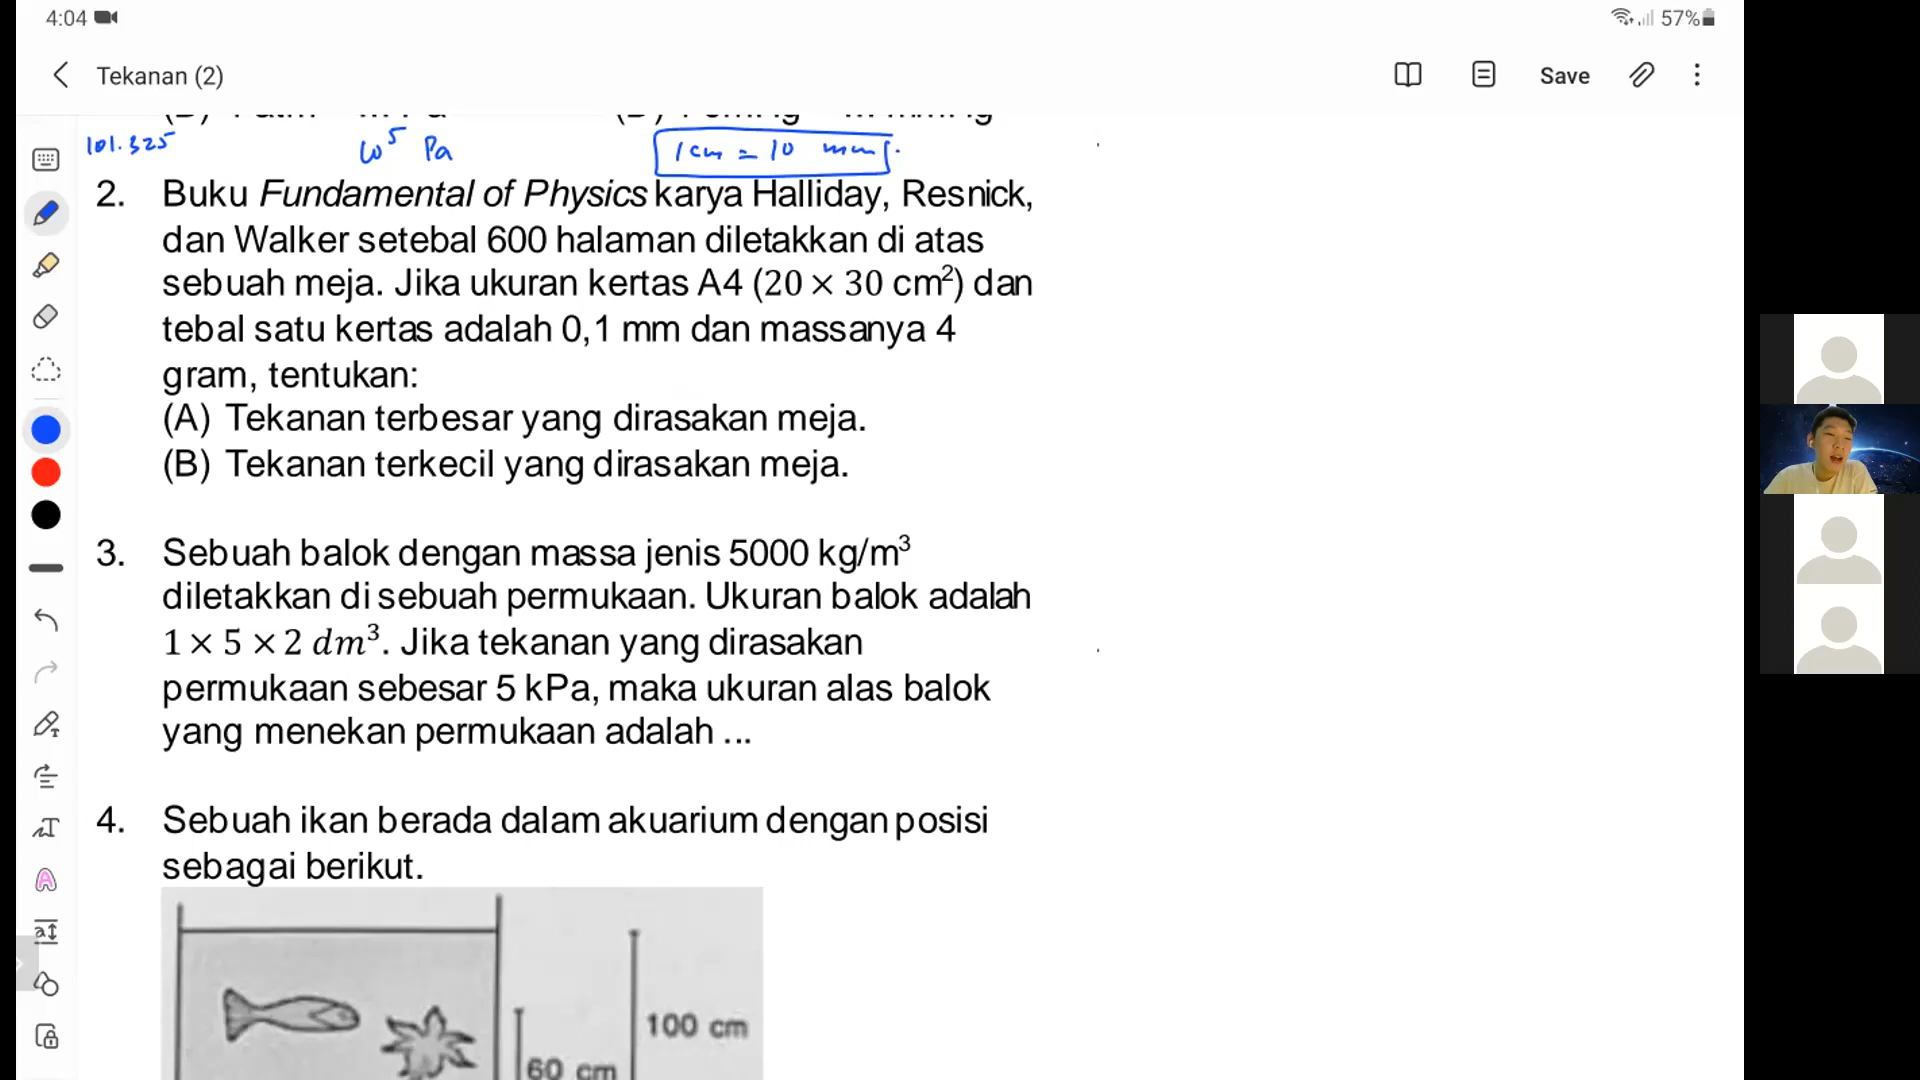 4:04
57%
Tekanan (2)
Save
101.325
10⁵ Pa
1 cm = 10 mm
2. Buku Fundamental of Physics karya Halliday, Resnick,
dan Walker setebal 600 halaman diletakkan di atas
sebuah meja. Jika ukuran kertas A4 (20 × 30 cm²) dan
tebal satu kertas adalah 0,1 mm dan massanya 4
gram, tentukan:
(A) Tekanan terbesar yang dirasakan meja.
(B) Tekanan terkecil yang dirasakan meja.
3. Sebuah balok dengan massa jenis 5000 kg/m³
diletakkan di sebuah permukaan. Ukuran balok adalah
1 × 5 × 2 dm³. Jika tekanan yang dirasakan
permukaan sebesar 5 kPa, maka ukuran alas balok
yang menekan permukaan adalah ...
4. Sebuah ikan berada dalam akuarium dengan posisi
sebagai berikut.
100 cm
60 cm